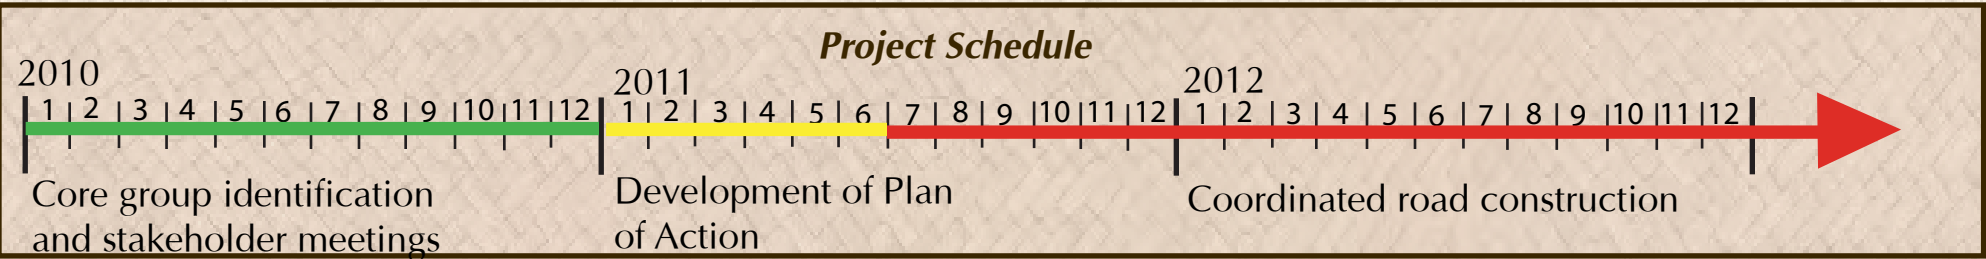 Project Schedule
2010
2011
2012
1 2 3 4 5 6 7 8 9 10 11 12 1 2 3 4 5 6 7 8 9 10 11 12 1 2 3 4 5 6 7 8 9 10 11 12
Core group identification
and stakeholder meetings
Development of Plan
of Action
Coordinated road construction